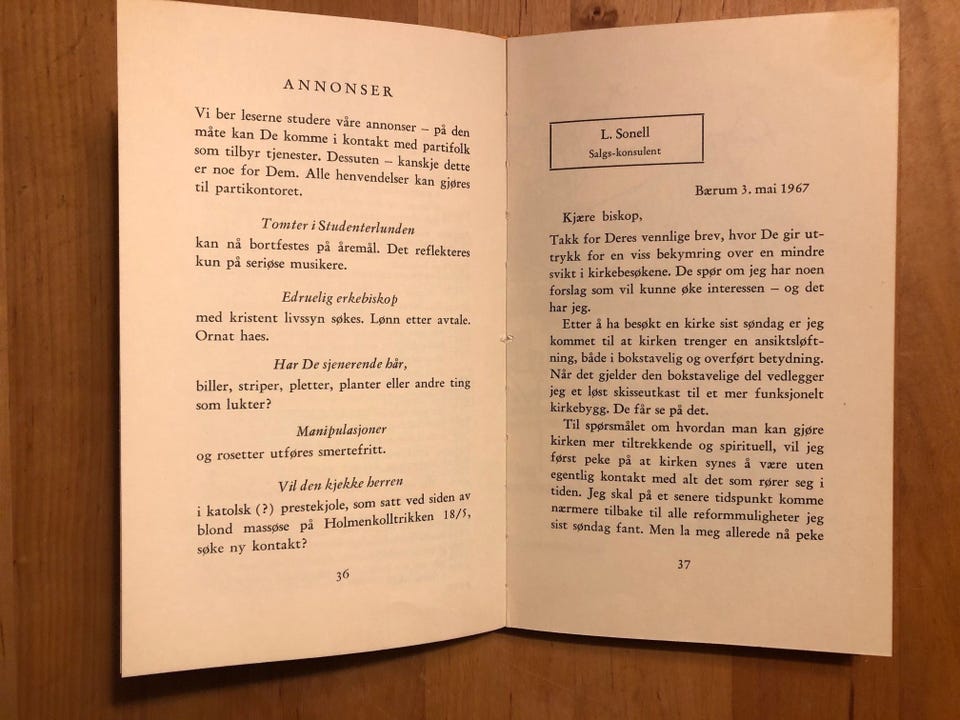 ANNONSER
Vi ber leserne studere våre annonser – på den
måte kan De komme i kontakt med partifolk
som tilbyr tjenester. Dessuten – kanskje dette
er noe for Dem. Alle henvendelser kan gjøres
til partikontoret.
Tomter i Studenterlunden
kan nå bortfestes på åremål. Det reflekteres
kun på seriøse musikere.
Edruelig erkebiskop
med kristent livssyn søkes. Lønn etter avtale.
Ornat haes.
Har De sjenerende hår,
biller, striper, pletter, planter eller andre ting
som lukter?
Manipulasjoner
og rosetter utføres smertefritt.
Vil den kjekke herren
i katolsk (?) prestekjole, som satt ved siden av
blond massøse på Holmenkolltrikken 18/5,
søke ny kontakt?
36
L. Sonell
Salgs-konsulent
Bærum 3. mai 1967
Kjære biskop,
Takk for Deres vennlige brev, hvor De gir ut-
trykk for en viss bekymring over en mindre
svikt i kirkebesøkene. De spør om jeg har noen
forslag som vil kunne øke interessen – og det
har jeg.
Etter å ha besøkt en kirke sist søndag er jeg
kommet til at kirken trenger en ansiktsløft-
ning, både i bokstavelig og overført betydning.
Når det gjelder den bokstavelige del vedlegger
jeg et løst skisseutkast til et mer funksjonelt
kirkebygg. De får se på det.
Til spørsmålet om hvordan man kan gjøre
kirken mer tiltrekkende og spirituell, vil jeg
først peke på at kirken synes å være uten
egentlig kontakt med alt det som rører seg i
tiden. Jeg skal på et senere tidspunkt komme
nærmere tilbake til alle reformmuligheter jeg
sist søndag fant. Men la meg allerede nå peke
37